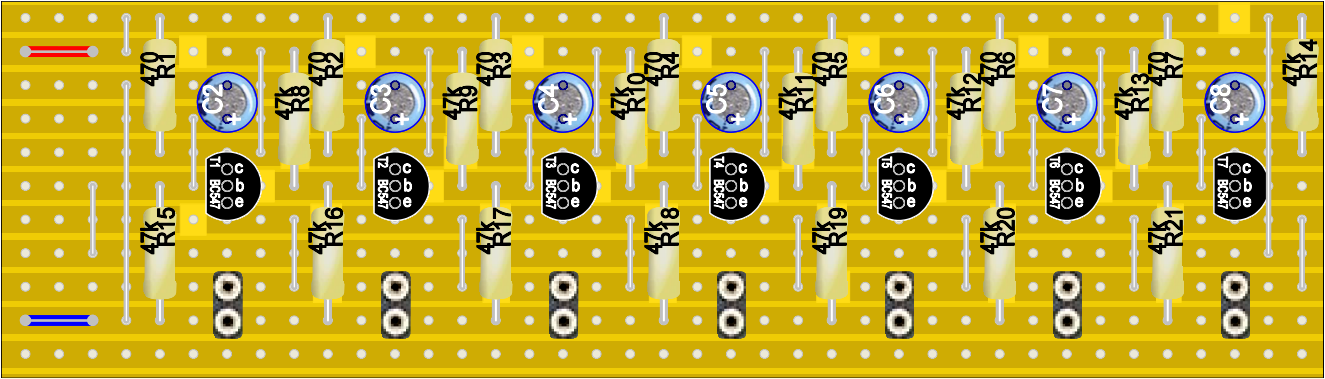 470 R1
470 R2
470 R3
470 R4
470 R5
470 R6
470 R7
47k R14
C2
+
47k R8
C3
+
47k R9
C4
+
47k R10
C5
+
47k R11
C6
+
47k R12
C7
+
47k R13
C8
+
T1 BC547 c b e
T2 BC547 c b e
T3 BC547 c b e
T4 BC547 c b e
T5 BC547 c b e
T6 BC547 c b e
T7 BC547 c b e
47k R15
47k R16
47k R17
47k R18
47k R19
47k R20
47k R21